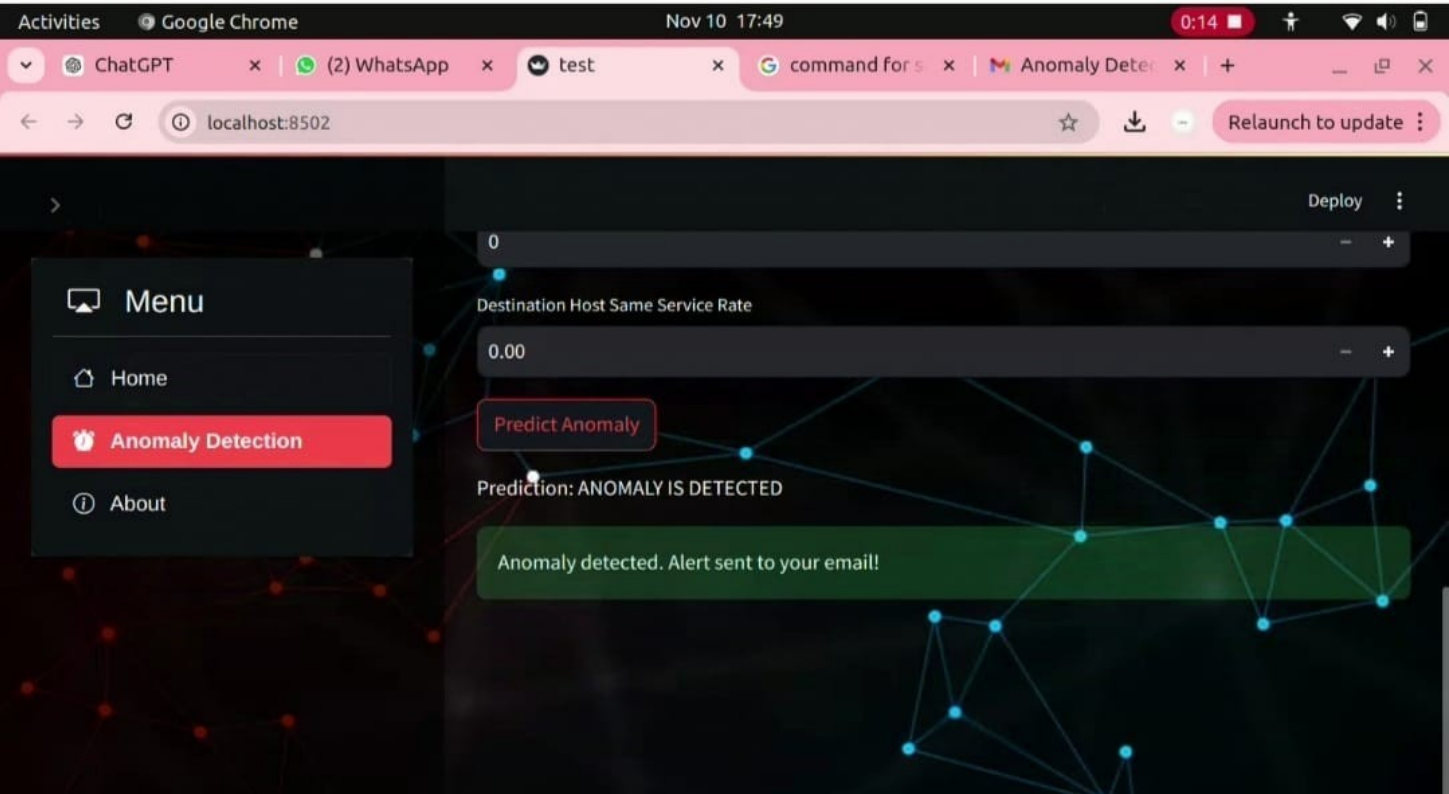 Activities Google Chrome Nov 10 17:49 0:14
ChatGPT (2) WhatsApp test command for s Anomaly Detec
localhost:8502 Relaunch to update
Deploy
0
Menu
Destination Host Same Service Rate
0.00
Home
Predict Anomaly
Anomaly Detection
Prediction: ANOMALY IS DETECTED
About
Anomaly detected. Alert sent to your email!